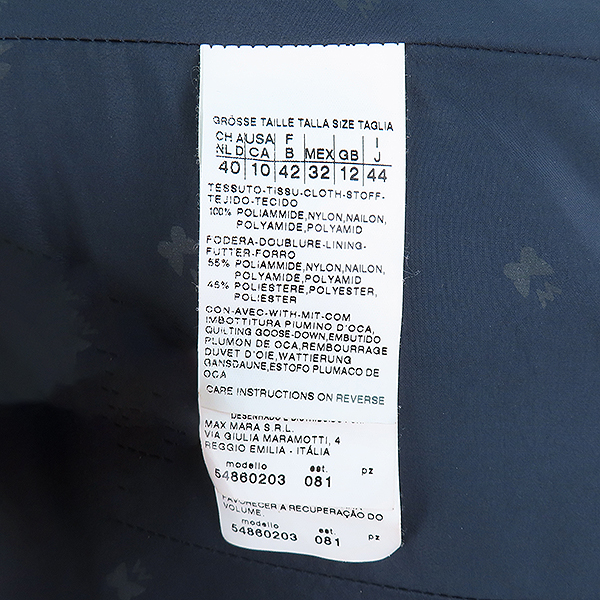 GRÖSSE TAILLE TALLA SIZE TAGLIA
CH A USA F I
NL D CA B MEX GB J
40 10 42 32 12 44
TESSUTO-TISSU-CLOTH-STOFF-
TEJIDO-TECIDO
100% POLIAMMIDE,NYLON,NAILON,
POLYAMIDE,POLYAMID
FODERA-DOUBLURE-LINING-
FUTTER-FORRO
55% POLIAMMIDE,NYLON,NAILON,
POLYAMIDE,POLYAMID
45% POLIESTERE,POLYESTER,
POLIESTER
CON-AVEC-WITH-MIT-COM
IMBOTTITURA PIUMINO D'OCA,
QUILTING GOOSE-DOWN,EMBUTIDO
PLUMON DE OCA,REMBOURRAGE
DUVET D'OIE,WATTIERUNG
GANSDAUNE,ESTOFO PLUMACO DE
OCA
CARE INSTRUCTIONS ON REVERSE
DESENHADO E DISTRIBUIDO
MAX MARA S.R.L.
VIA GIULIA MARAMOTTI, 4
REGGIO EMILIA - ITÁLIA
modello est. pz
54860203 081
FAVORECER A RECUPERAÇÃO DO
VOLUME.
modello est. pz
54860203 081